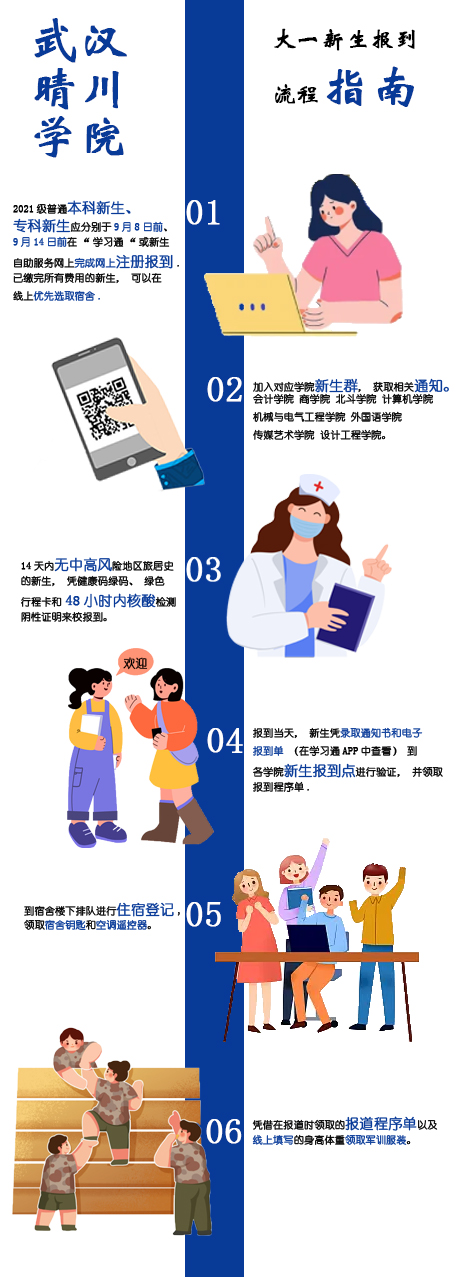 武汉
晴川
学院
大一新生报到
流程 指南
01
2021 级普通本科新生、
专科新生应分别于 9 月 8 日前、
9 月 14 日前在 “ 学习通 “ 或新生
自助服务网上完成网上注册报到 .
已缴完所有费用的新生， 可以在
线上优先选取宿舍 .
02
加入对应学院新生群， 获取相关通知。
会计学院 商学院 北斗学院 计算机学院
机械与电气工程学院 外国语学院
传媒艺术学院 设计工程学院。
03
14 天内无中高风险地区旅居史
的新生， 凭健康码绿码、 绿色
行程卡和 48 小时内核酸检测
阴性证明来校报到。
欢迎
04
报到当天， 新生凭录取通知书和电子
报到单 （在学习通 APP 中查看） 到
各学院新生报到点进行验证， 并领取
报到程序单 .
05
到宿舍楼下排队进行住宿登记 ,
领取宿舍钥匙和空调遥控器。
06
凭借在报道时领取的报道程序单以及
线上填写的身高体重领取军训服装。